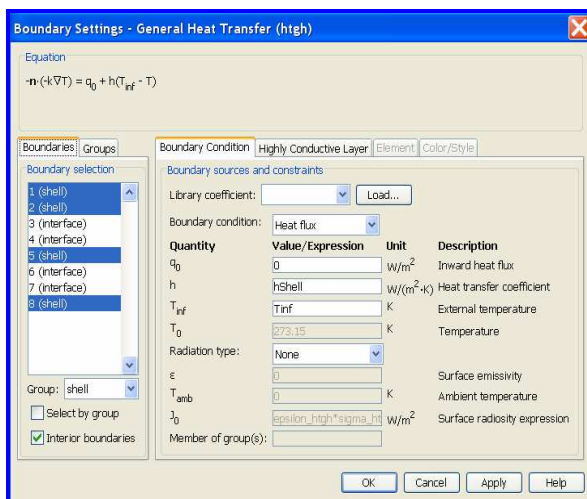 Boundary Settings - General Heat Transfer (htgh)
Equation
-n·(-k∇T) = q0 + h(Tinf - T)
Boundaries Groups
Boundary selection
1 (shell)
2 (shell)
3 (interface)
4 (interface)
5 (shell)
6 (interface)
7 (interface)
8 (shell)
Group: shell
Select by group
Interior boundaries
Boundary Condition Highly Conductive Layer Element Color/Style
Boundary sources and constraints
Library coefficient: Load...
Boundary condition: Heat flux
Quantity Value/Expression Unit Description
q0 0 W/m2 Inward heat flux
h hShell W/(m2·K) Heat transfer coefficient
Tinf Tinf K External temperature
T0 273.15 K Temperature
Radiation type: None
ε 0 Surface emissivity
Tamb 0 K Ambient temperature
J0 epsilon_htgh*sigma_ht W/m2 Surface radiosity expression
Member of group(s):
OK Cancel Apply Help